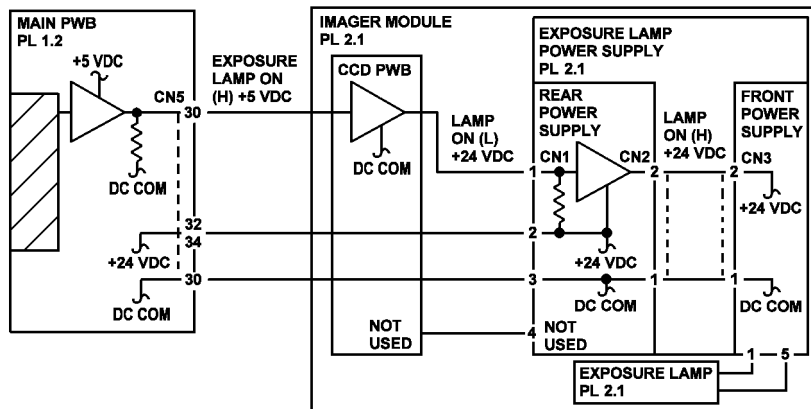 MAIN PWB
PL 1.2
+5 VDC
CN5
30
DC COM
32
34
+24 VDC
30
DC COM
EXPOSURE
LAMP ON
(H) +5 VDC
IMAGER MODULE
PL 2.1
CCD PWB
DC COM
NOT
USED
LAMP
ON (L)
+24 VDC
EXPOSURE LAMP
POWER SUPPLY
PL 2.1
REAR
POWER
SUPPLY
CN1
1
2
3
4
CN2
2
+24 VDC
1
DC COM
NOT
USED
LAMP
ON (H)
+24 VDC
FRONT
POWER
SUPPLY
2
CN3
+24 VDC
1
DC COM
1
5
EXPOSURE LAMP
PL 2.1